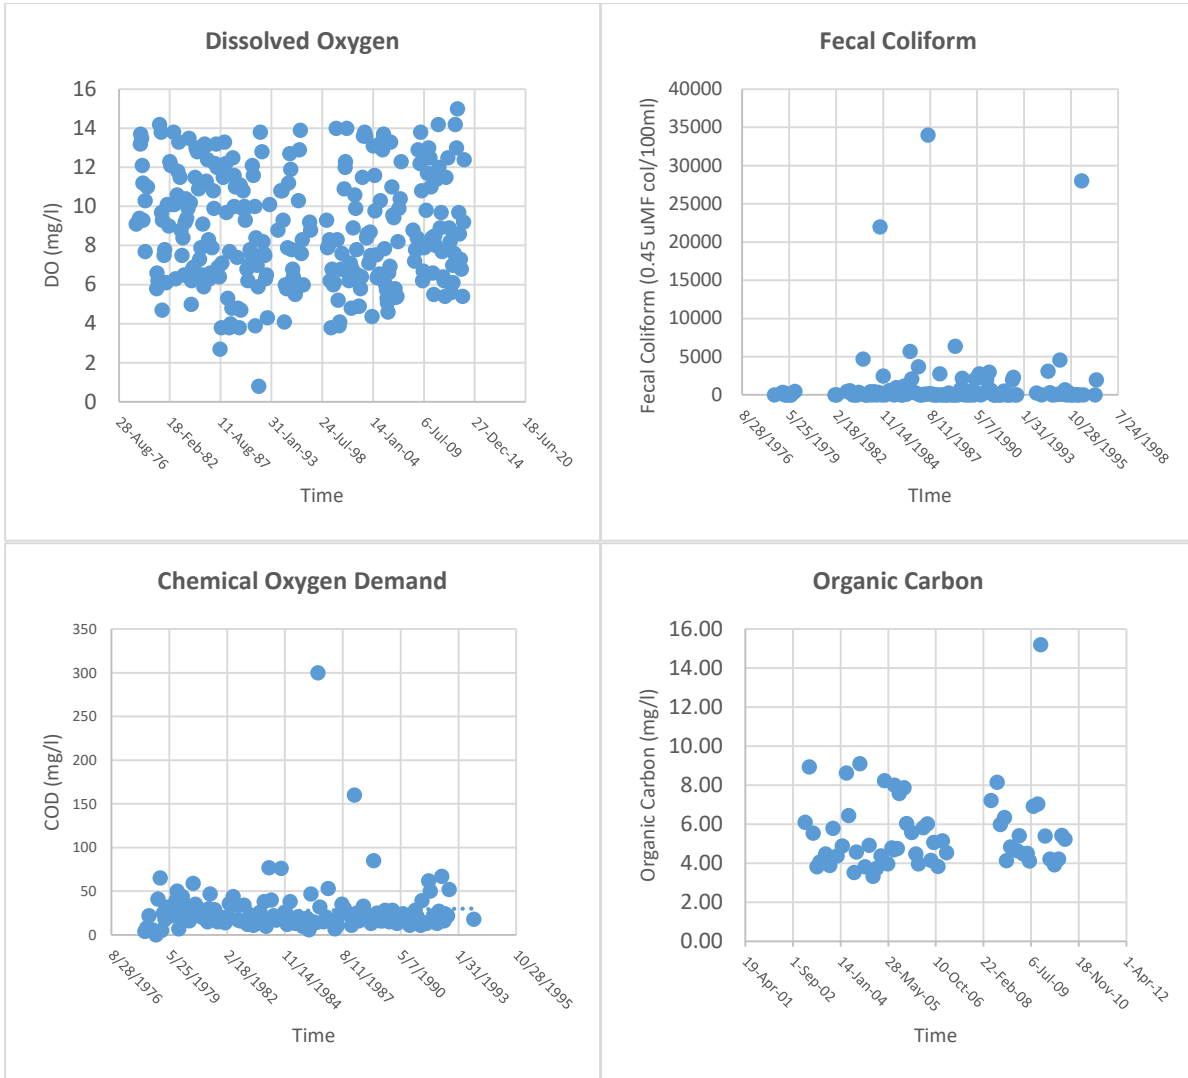 Dissolved Oxygen
DO (mg/l)
16
14
12
10
8
6
4
2
0
28-Aug-76
18-Feb-82
11-Aug-87
31-Jan-93
24-Jul-98
14-Jan-04
6-Jul-09
27-Dec-14
18-Jun-20
Time
Fecal Coliform
Fecal Coliform (0.45 uMF col/100ml)
40000
35000
30000
25000
20000
15000
10000
5000
0
8/28/1976
5/25/1979
2/18/1982
11/14/1984
8/11/1987
5/7/1990
1/31/1993
10/28/1995
7/24/1998
TIme
Chemical Oxygen Demand
COD (mg/l)
350
300
250
200
150
100
50
0
8/28/1976
5/25/1979
2/18/1982
11/14/1984
8/11/1987
5/7/1990
1/31/1993
10/28/1995
Time
Organic Carbon
Organic Carbon (mg/l)
16.00
14.00
12.00
10.00
8.00
6.00
4.00
2.00
0.00
19-Apr-01
1-Sep-02
14-Jan-04
28-May-05
10-Oct-06
22-Feb-08
6-Jul-09
18-Nov-10
1-Apr-12
Time